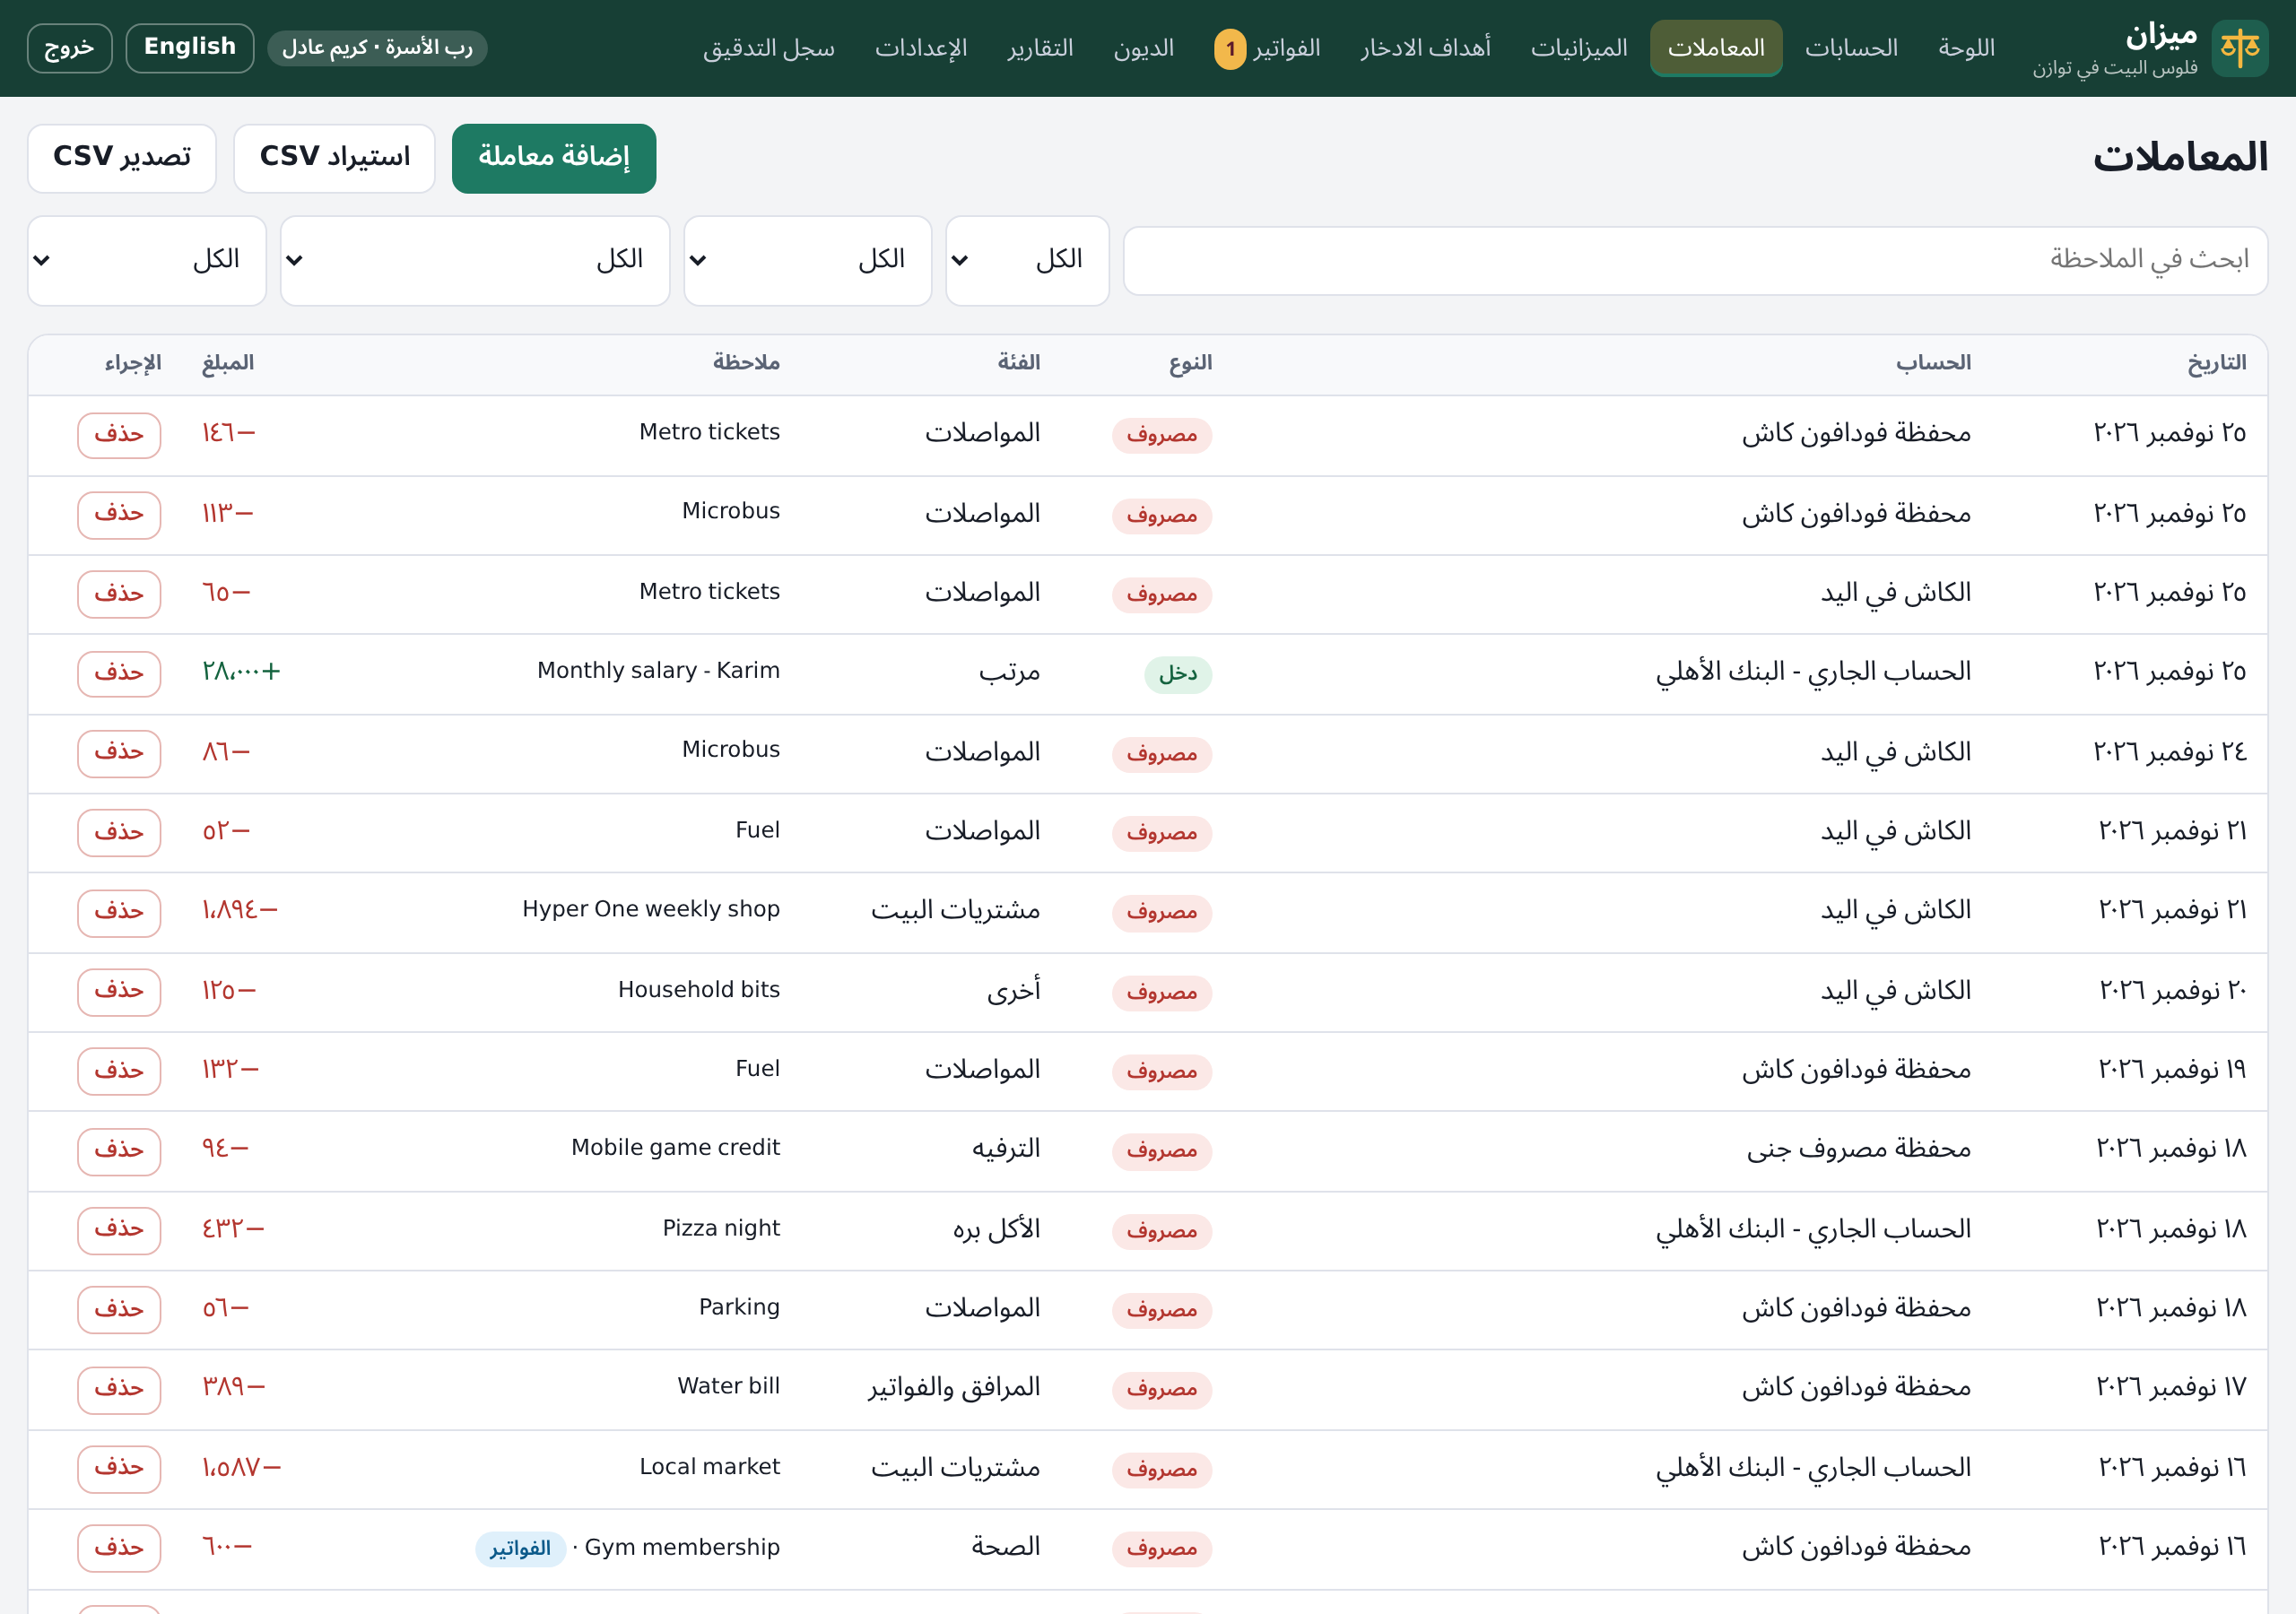 ميزان
فلوس البيت في توازن
اللوحة الحسابات المعاملات الميزانيات أهداف الادخار الفواتير 1 الديون التقارير الإعدادات سجل التدقيق
رب الأسرة · كريم عادل English خروج
المعاملات
إضافة معاملة استيراد CSV تصدير CSV
ابحث في الملاحظة الكل الكل الكل الكل
التاريخ الحساب النوع الفئة ملاحظة المبلغ الإجراء
٢٥ نوفمبر ٢٠٢٦ محفظة فودافون كاش مصروف المواصلات Metro tickets −١٤٦ حذف
٢٥ نوفمبر ٢٠٢٦ محفظة فودافون كاش مصروف المواصلات Microbus −١١٣ حذف
٢٥ نوفمبر ٢٠٢٦ الكاش في اليد مصروف المواصلات Metro tickets −٦٥ حذف
٢٥ نوفمبر ٢٠٢٦ الحساب الجاري - البنك الأهلي دخل مرتب Monthly salary - Karim +٢٨،٠٠٠ حذف
٢٤ نوفمبر ٢٠٢٦ الكاش في اليد مصروف المواصلات Microbus −٨٦ حذف
٢١ نوفمبر ٢٠٢٦ الكاش في اليد مصروف المواصلات Fuel −٥٢ حذف
٢١ نوفمبر ٢٠٢٦ الكاش في اليد مصروف مشتريات البيت Hyper One weekly shop −١،٨٩٤ حذف
٢٠ نوفمبر ٢٠٢٦ الكاش في اليد مصروف أخرى Household bits −١٢٥ حذف
١٩ نوفمبر ٢٠٢٦ محفظة فودافون كاش مصروف المواصلات Fuel −١٣٢ حذف
١٨ نوفمبر ٢٠٢٦ محفظة مصروف جنى مصروف الترفيه Mobile game credit −٩٤ حذف
١٨ نوفمبر ٢٠٢٦ الحساب الجاري - البنك الأهلي مصروف الأكل بره Pizza night −٤٣٢ حذف
١٨ نوفمبر ٢٠٢٦ محفظة فودافون كاش مصروف المواصلات Parking −٥٦ حذف
١٧ نوفمبر ٢٠٢٦ محفظة فودافون كاش مصروف المرافق والفواتير Water bill −٣٨٩ حذف
١٦ نوفمبر ٢٠٢٦ الحساب الجاري - البنك الأهلي مصروف مشتريات البيت Local market −١،٥٨٧ حذف
١٦ نوفمبر ٢٠٢٦ محفظة فودافون كاش مصروف الصحة Gym membership · الفواتير −٦٠٠ حذف